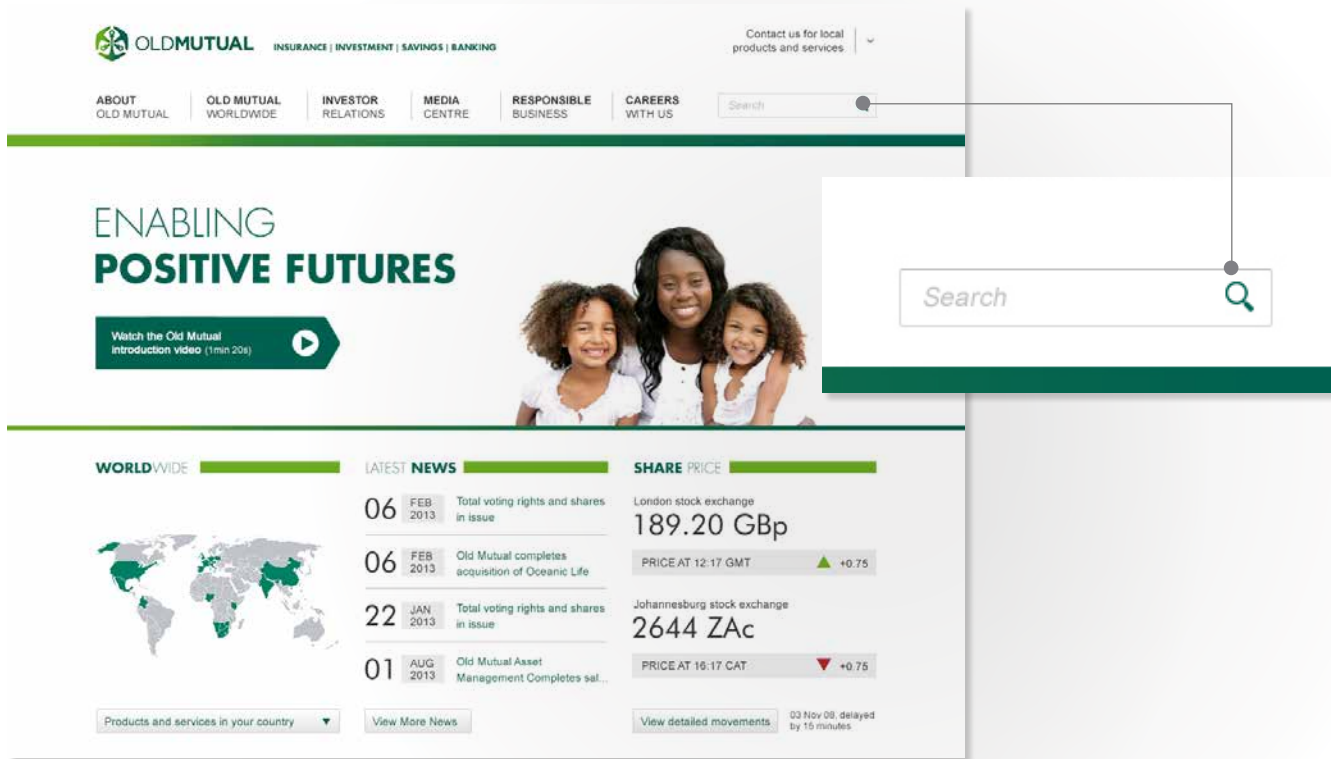 OLDMUTUAL
INSURANCE | INVESTMENT | SAVINGS | BANKING
Contact us for local
products and services
ABOUT
OLD MUTUAL
OLD MUTUAL
WORLDWIDE
INVESTOR
RELATIONS
MEDIA
CENTRE
RESPONSIBLE
BUSINESS
CAREERS
WITH US
Search
ENABLING
POSITIVE FUTURES
Watch the Old Mutual
introduction video (1min 20s)
Search
WORLDWIDE
Products and services in your country
LATEST NEWS
06 FEB 2013
Total voting rights and shares
in issue
06 FEB 2013
Old Mutual completes
acquisition of Oceanic Life
22 JAN 2013
Total voting rights and shares
in issue
01 AUG 2013
Old Mutual Asset
Management Completes sal...
View More News
SHARE PRICE
London stock exchange
189.20 GBp
PRICE AT 12:17 GMT +0.75
Johannesburg stock exchange
2644 ZAc
PRICE AT 16:17 CAT +0.75
View detailed movements
03 Nov 08, delayed
by 15 minutes